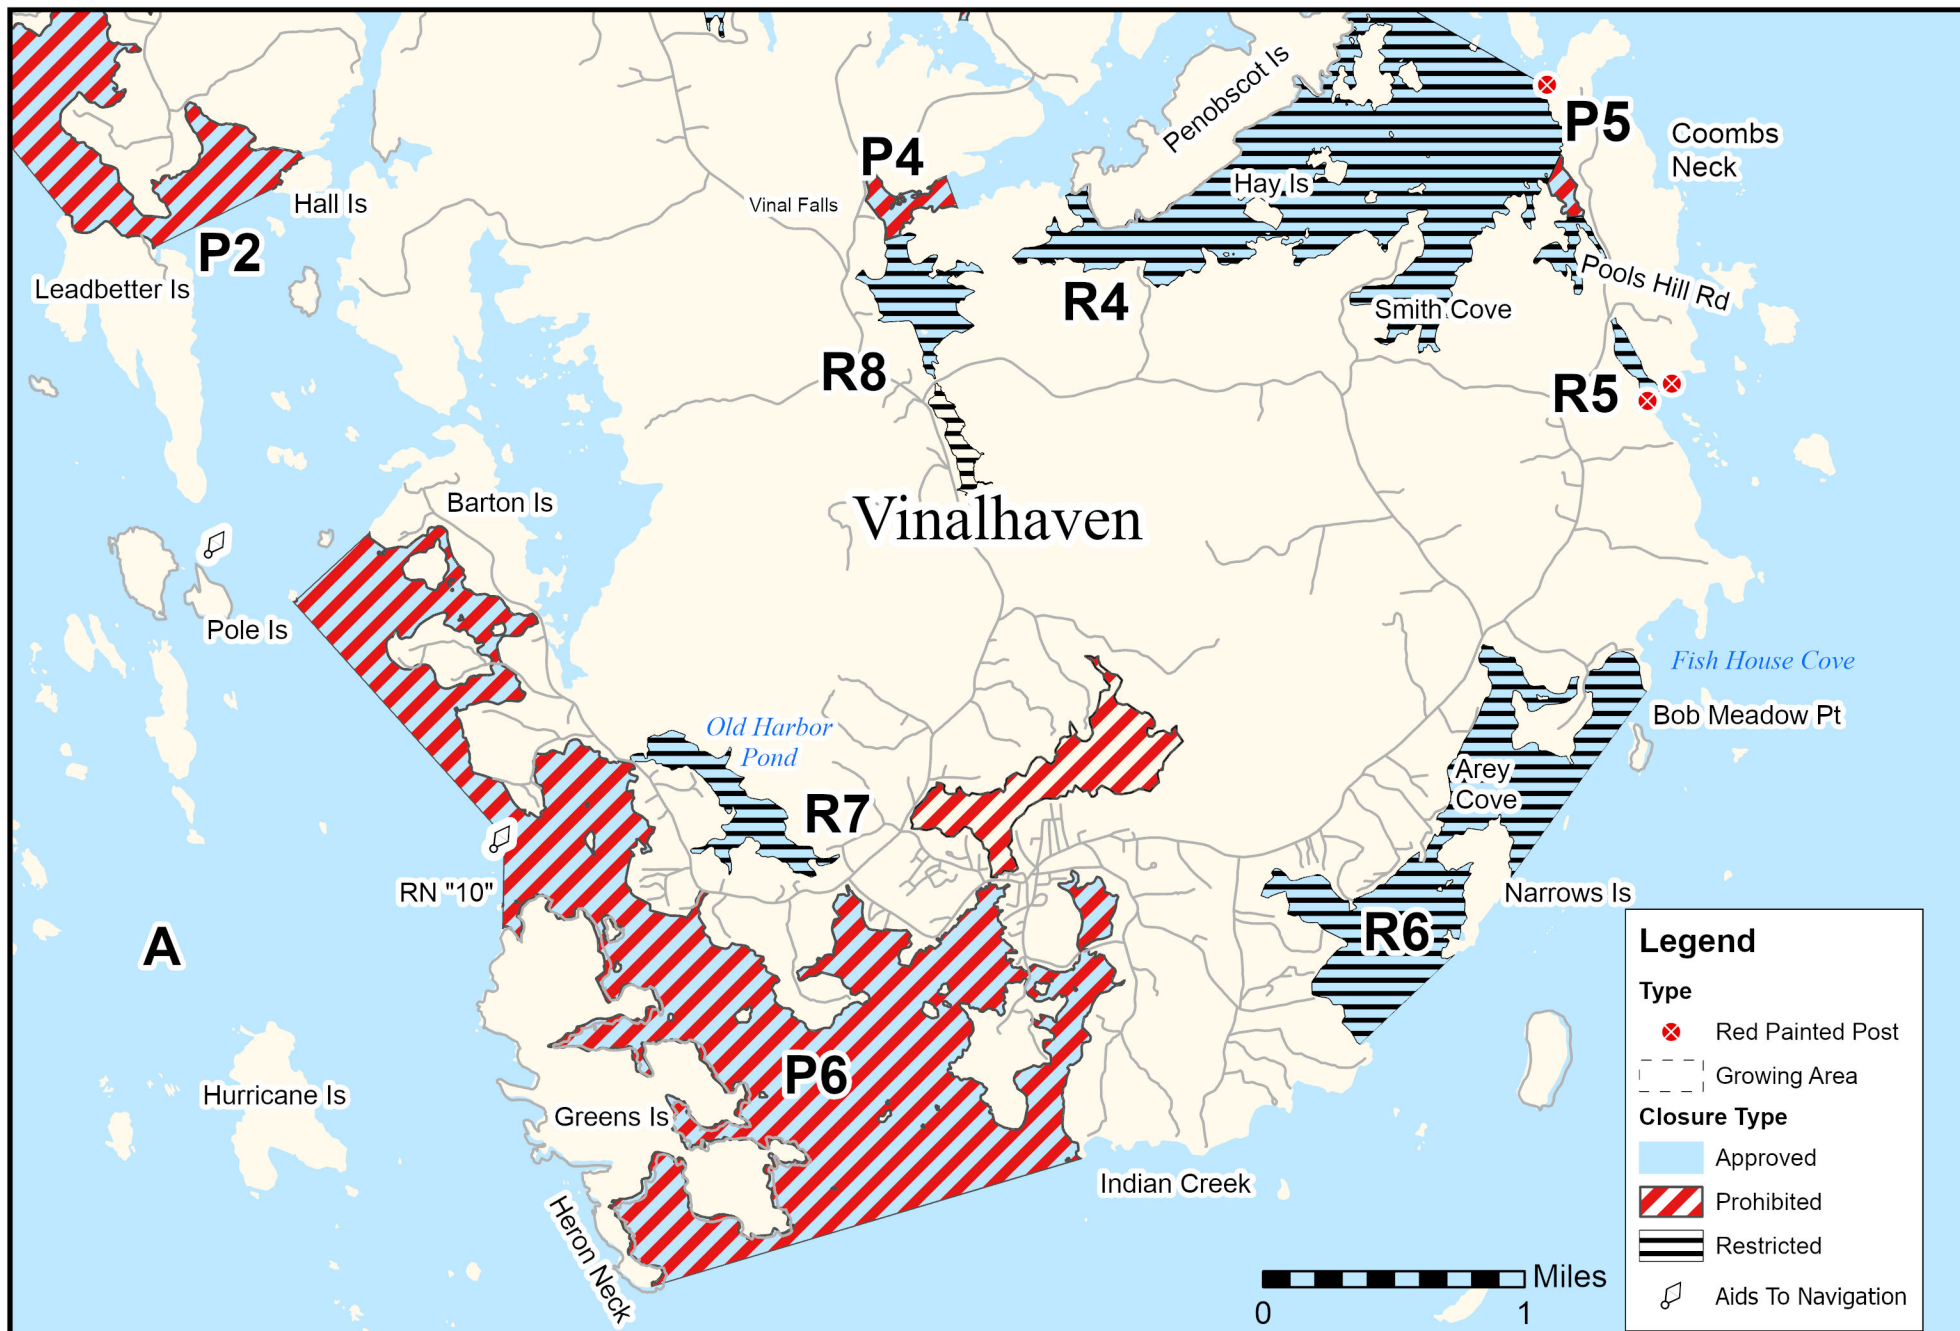 Penobscot Is
P5
Coombs
Neck
P4
Hay Is
Vinal Falls
Hall Is
P2
Leadbetter Is
Pools Hill Rd
R4
Smith Cove
R8
R5
Barton Is
Vinalhaven
Pole Is
Fish House Cove
Bob Meadow Pt
Old Harbor
Pond
Arey
Cove
R7
RN "10"
Narrows Is
A
R6
P6
Hurricane Is
Greens Is
Indian Creek
Heron Neck
Legend
Type
Red Painted Post
Growing Area
Closure Type
Approved
Prohibited
Restricted
Aids To Navigation
Miles
0 1